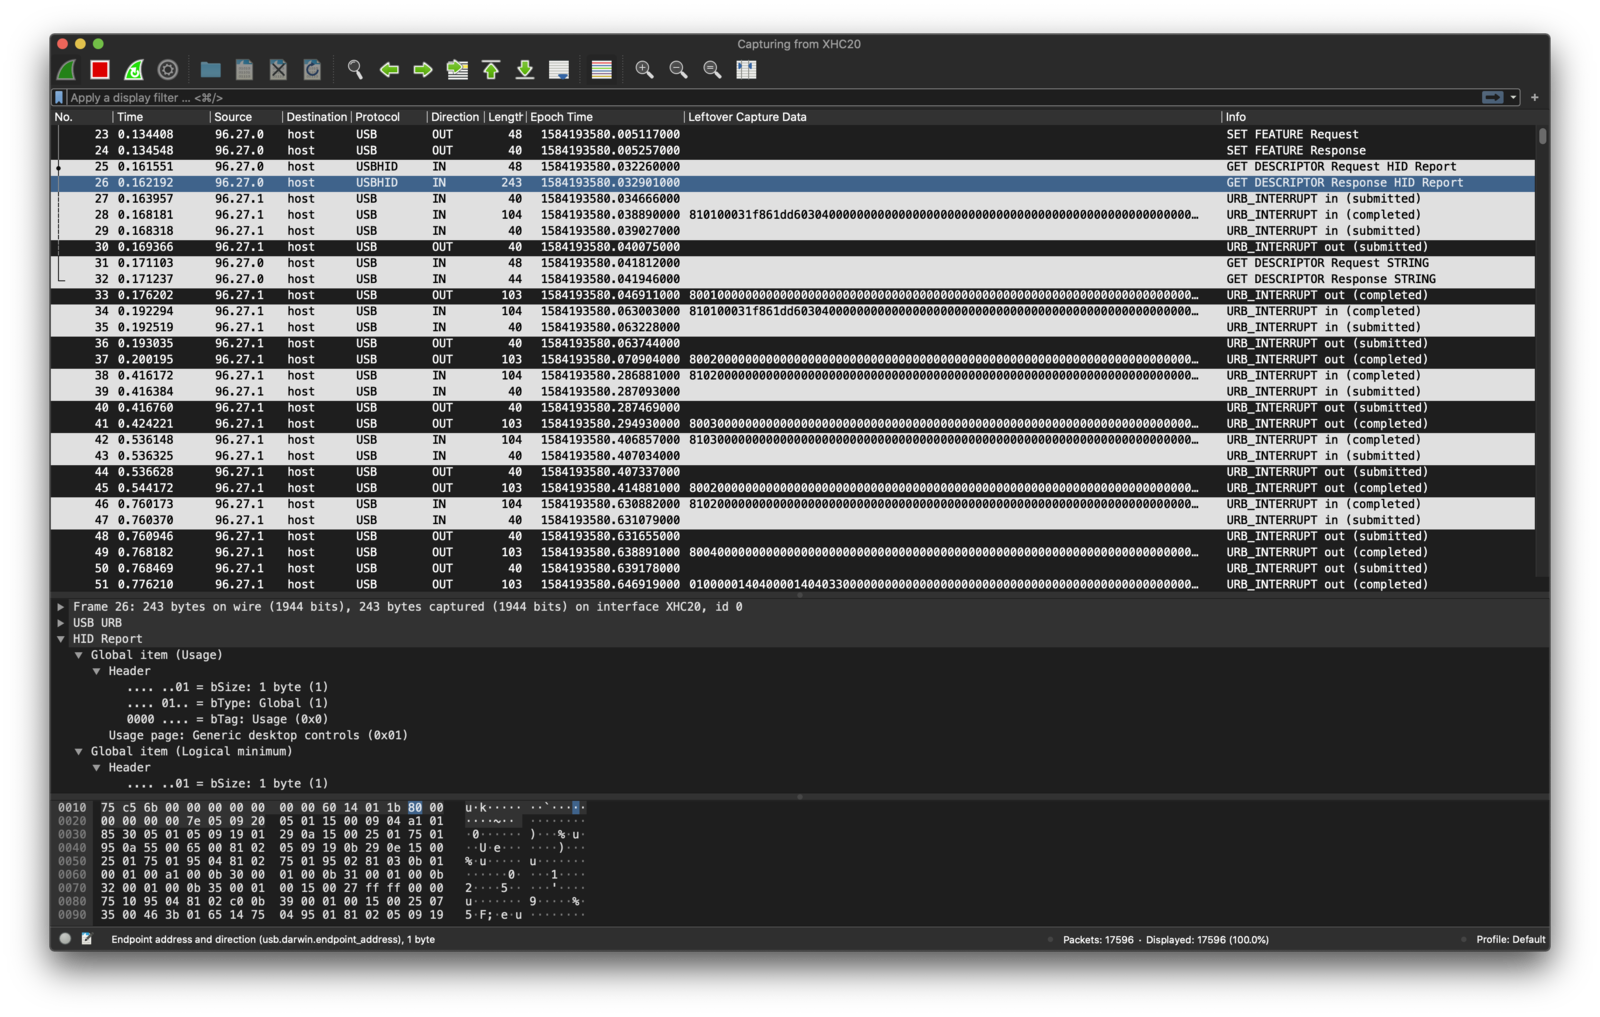 Capturing from XHC20
Apply a display filter ... <⌘/>
No. Time Source Destination Protocol Direction Length Epoch Time Leftover Capture Data Info
23 0.134408 96.27.0 host USB OUT 48 1584193580.005117000 SET FEATURE Request
24 0.134548 96.27.0 host USB OUT 40 1584193580.005257000 SET FEATURE Response
25 0.161551 96.27.0 host USBHID IN 48 1584193580.032260000 GET DESCRIPTOR Request HID Report
26 0.162192 96.27.0 host USBHID IN 243 1584193580.032901000 GET DESCRIPTOR Response HID Report
27 0.163957 96.27.1 host USB IN 40 1584193580.034666000 URB_INTERRUPT in (submitted)
28 0.168181 96.27.1 host USB IN 104 1584193580.038890000 URB_INTERRUPT in (completed)
29 0.168318 96.27.1 host USB IN 40 1584193580.039027000 URB_INTERRUPT in (submitted)
30 0.169366 96.27.1 host USB OUT 40 1584193580.040075000 URB_INTERRUPT out (submitted)
31 0.171103 96.27.0 host USB IN 48 1584193580.041812000 GET DESCRIPTOR Request STRING
32 0.171237 96.27.0 host USB IN 44 1584193580.041946000 GET DESCRIPTOR Response STRING
33 0.176202 96.27.1 host USB OUT 103 1584193580.046911000 URB_INTERRUPT out (completed)
34 0.192294 96.27.1 host USB IN 104 1584193580.063003000 URB_INTERRUPT in (completed)
35 0.192519 96.27.1 host USB IN 40 1584193580.063228000 URB_INTERRUPT in (submitted)
36 0.193035 96.27.1 host USB OUT 40 1584193580.063744000 URB_INTERRUPT out (submitted)
37 0.200195 96.27.1 host USB OUT 103 1584193580.070904000 URB_INTERRUPT out (completed)
38 0.416172 96.27.1 host USB IN 104 1584193580.286881000 URB_INTERRUPT in (completed)
39 0.416384 96.27.1 host USB IN 40 1584193580.287093000 URB_INTERRUPT in (submitted)
40 0.416760 96.27.1 host USB OUT 40 1584193580.287469000 URB_INTERRUPT out (submitted)
41 0.424221 96.27.1 host USB OUT 103 1584193580.294930000 URB_INTERRUPT out (completed)
42 0.536148 96.27.1 host USB IN 104 1584193580.406857000 URB_INTERRUPT in (completed)
43 0.536325 96.27.1 host USB IN 40 1584193580.407034000 URB_INTERRUPT in (submitted)
44 0.536628 96.27.1 host USB OUT 40 1584193580.407337000 URB_INTERRUPT out (submitted)
45 0.544172 96.27.1 host USB OUT 103 1584193580.414881000 URB_INTERRUPT out (completed)
46 0.760173 96.27.1 host USB IN 104 1584193580.630882000 URB_INTERRUPT in (completed)
47 0.760370 96.27.1 host USB IN 40 1584193580.631079000 URB_INTERRUPT in (submitted)
48 0.760946 96.27.1 host USB OUT 40 1584193580.631655000 URB_INTERRUPT out (submitted)
49 0.768182 96.27.1 host USB OUT 103 1584193580.638891000 URB_INTERRUPT out (completed)
50 0.768469 96.27.1 host USB OUT 40 1584193580.639178000 URB_INTERRUPT out (submitted)
51 0.776210 96.27.1 host USB OUT 103 1584193580.646919000 URB_INTERRUPT out (completed)
Frame 26: 243 bytes on wire (1944 bits), 243 bytes captured (1944 bits) on interface XHC20, id 0
USB URB
HID Report
Global item (Usage)
Header
.... ..01 = bSize: 1 byte (1)
.... 01.. = bType: Global (1)
0000 .... = bTag: Usage (0x0)
Usage page: Generic desktop controls (0x01)
Global item (Logical minimum)
Header
.... ..01 = bSize: 1 byte (1)
0010 75 c5 6b 00 00 00 00 00 00 00 60 14 01 1b 80 00 u·k····· ··`·····
0020 00 00 00 00 7e 05 09 20 05 01 15 00 09 04 a1 01 ····~·· ········
0030 85 30 05 01 05 09 19 01 29 0a 15 00 25 01 75 01 ·0······ )···%·u·
0040 95 0a 55 00 65 00 81 02 05 09 19 0b 29 0e 15 00 ··U·e··· ····)···
0050 25 01 75 01 95 04 81 02 75 01 95 02 81 03 0b 01 %·u····· u·······
0060 00 01 00 a1 00 0b 30 00 01 00 0b 31 00 01 00 0b ······0· ···1····
0070 32 00 01 00 0b 35 00 01 00 15 00 27 ff ff 00 00 2····5·· ···'····
0080 75 10 95 04 81 02 c0 0b 39 00 01 00 15 00 25 07 u······· 9·····%·
0090 35 00 46 3b 01 65 14 75 04 95 01 81 02 05 09 19 5·F;·e·u ········
Endpoint address and direction (usb.darwin.endpoint_address), 1 byte
Packets: 17596 · Displayed: 17596 (100.0%)
Profile: Default